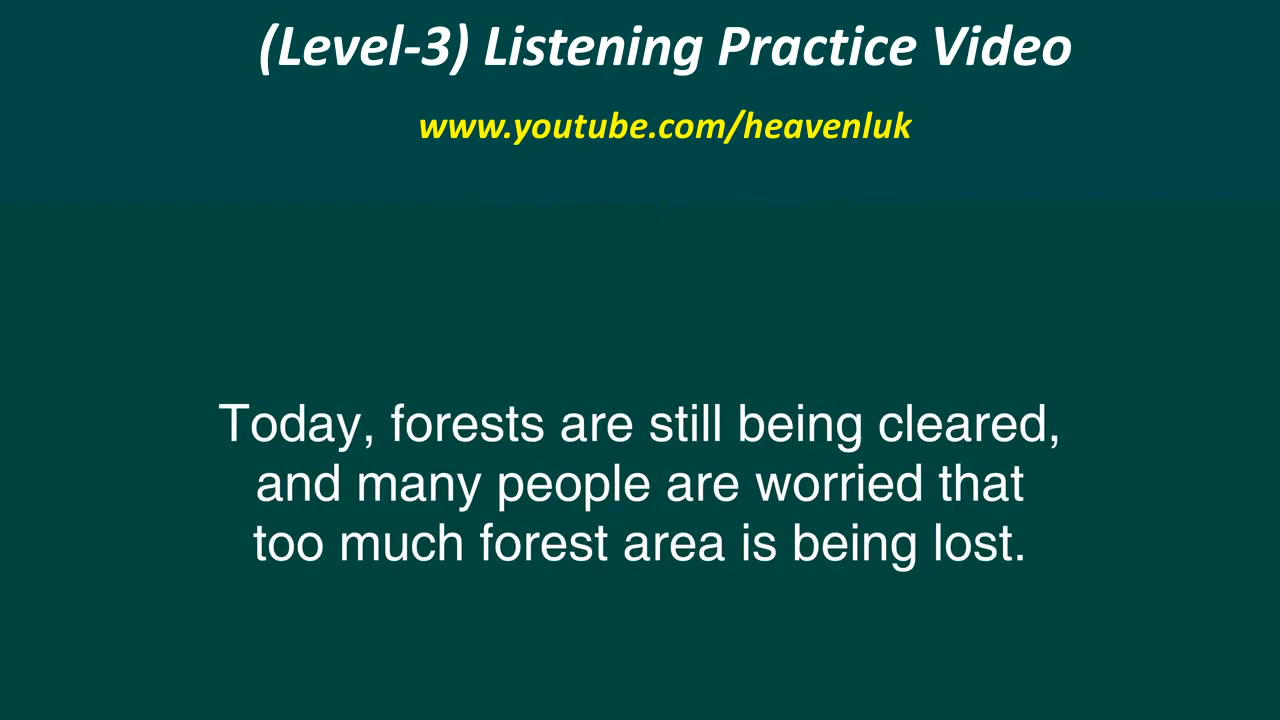 (Level-3) Listening Practice Video
www.youtube.com/heavenluk
Today, forests are still being cleared,
and many people are worried that
too much forest area is being lost.